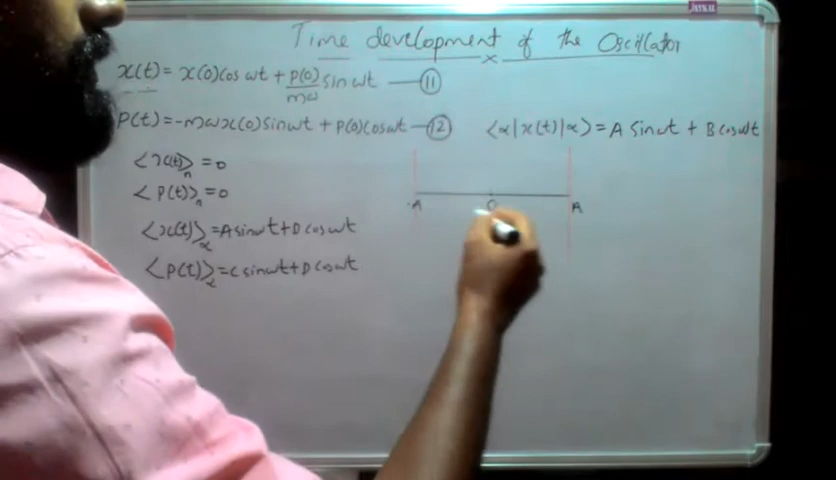 Time development of the Oscillator
x(t) = x(0) cos ωt + P(0)/mω sin ωt — (11)
P(t) = -mωx(0) sin ωt + P(0) cos ωt — (12)
<α|x(t)|α> = A sin ωt + B cos ωt
<x(t)>n = 0
<P(t)>n = 0
<x(t)>α = A sin ωt + D cos ωt
<P(t)>α = C sin ωt + D cos ωt
-A O A